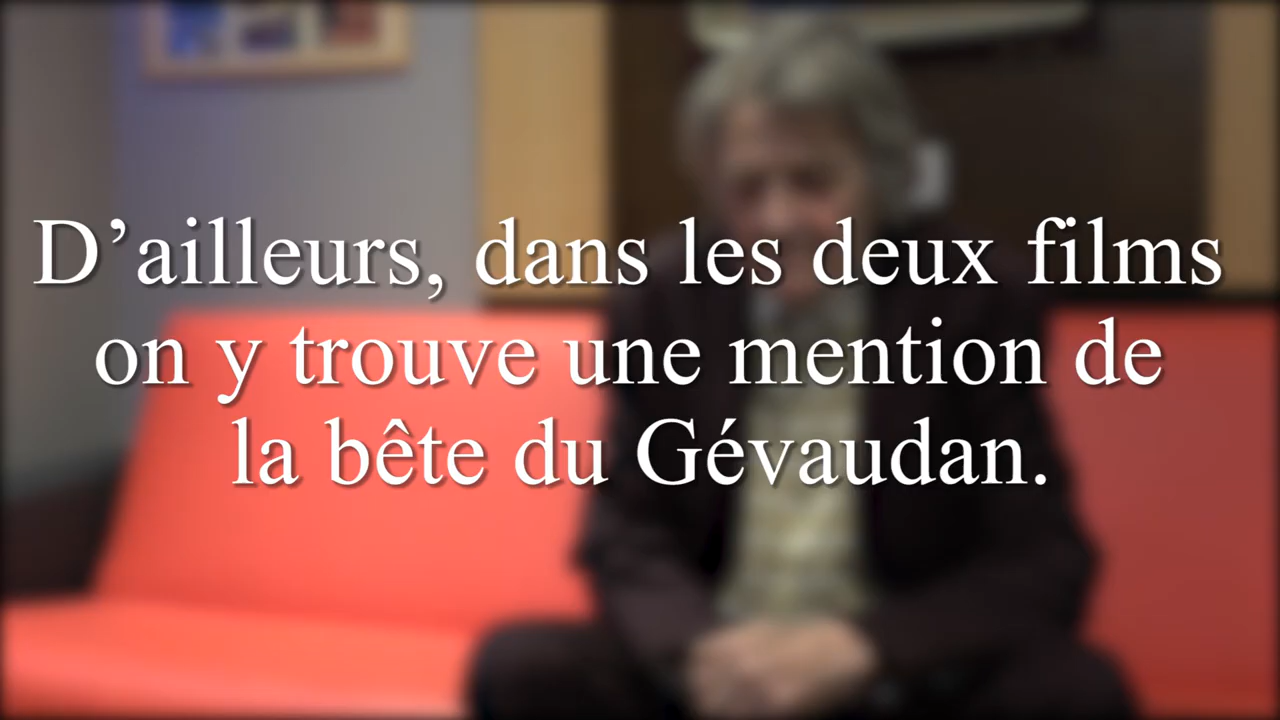 D’ailleurs, dans les deux films
on y trouve une mention de
la bête du Gévaudan.